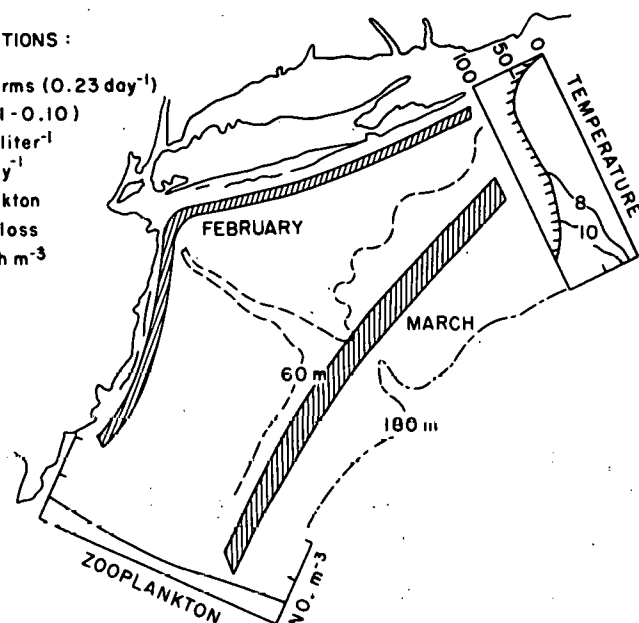 TIONS :
rms (0.23 day⁻¹)
1 - 0.10)
liter⁻¹
y⁻¹
nkton
loss
h m⁻³
0
50
100
TEMPERATURE
8
10
FEBRUARY
MARCH
60 m
180 m
ZOOPLANKTON
NO. m⁻³